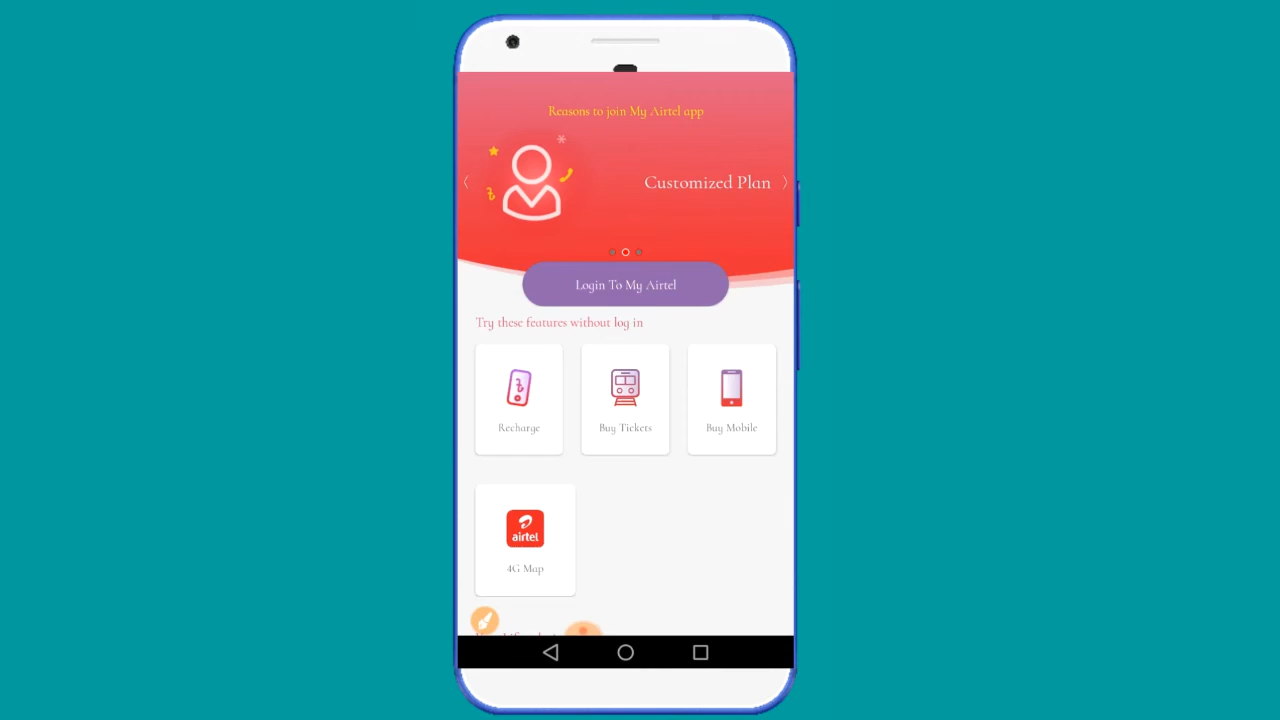 Reasons to join My Airtel app
Customized Plan
Login To My Airtel
Try these features without log in
Recharge
Buy Tickets
Buy Mobile
airtel
4G Map